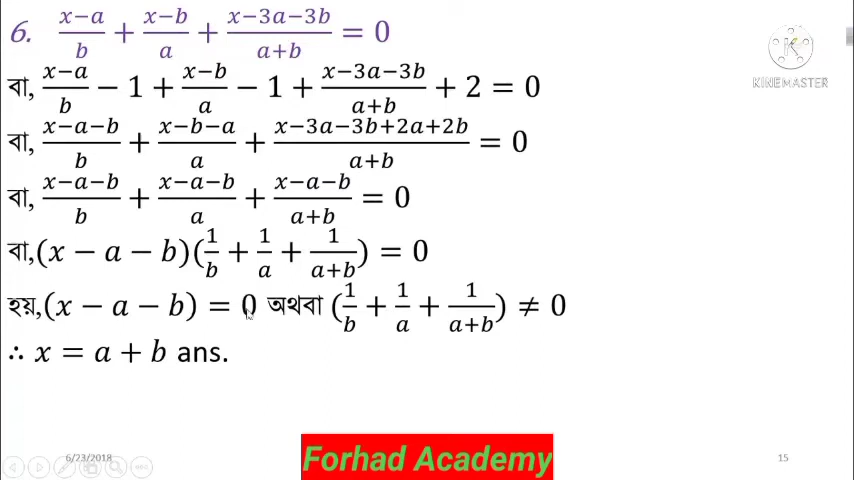 6. (x−a)/b + (x−b)/a + (x−3a−3b)/(a+b) = 0
KINEMASTER
বা, (x−a)/b − 1 + (x−b)/a − 1 + (x−3a−3b)/(a+b) + 2 = 0
বা, (x−a−b)/b + (x−b−a)/a + (x−3a−3b+2a+2b)/(a+b) = 0
বা, (x−a−b)/b + (x−a−b)/a + (x−a−b)/(a+b) = 0
বা,(x − a − b)(1/b + 1/a + 1/(a+b)) = 0
হয়,(x − a − b) = 0 অথবা (1/b + 1/a + 1/(a+b)) ≠ 0
∴ x = a + b ans.
6/23/2018
Forhad Academy
15